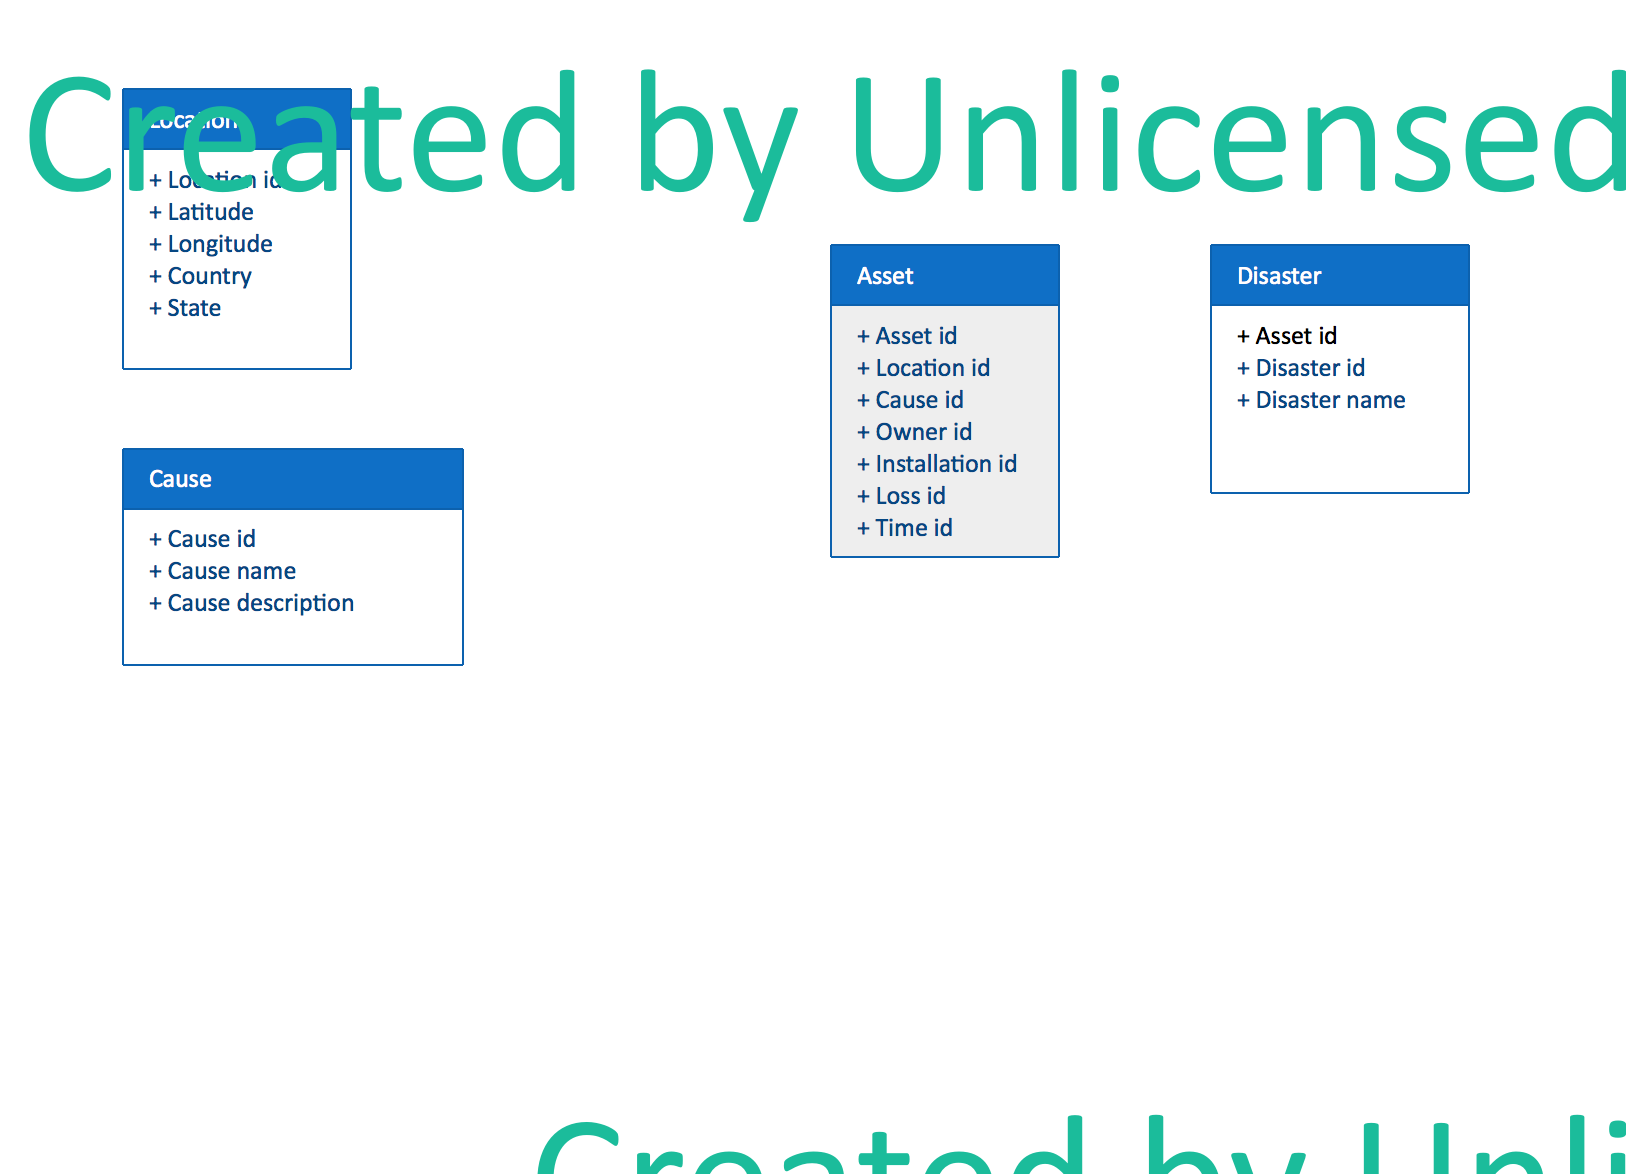 Created by Unlicensed
Location
+ Location id
+ Latitude
+ Longitude
+ Country
+ State
Asset
+ Asset id
+ Location id
+ Cause id
+ Owner id
+ Installation id
+ Loss id
+ Time id
Disaster
+ Asset id
+ Disaster id
+ Disaster name
Cause
+ Cause id
+ Cause name
+ Cause description
Created by Unli